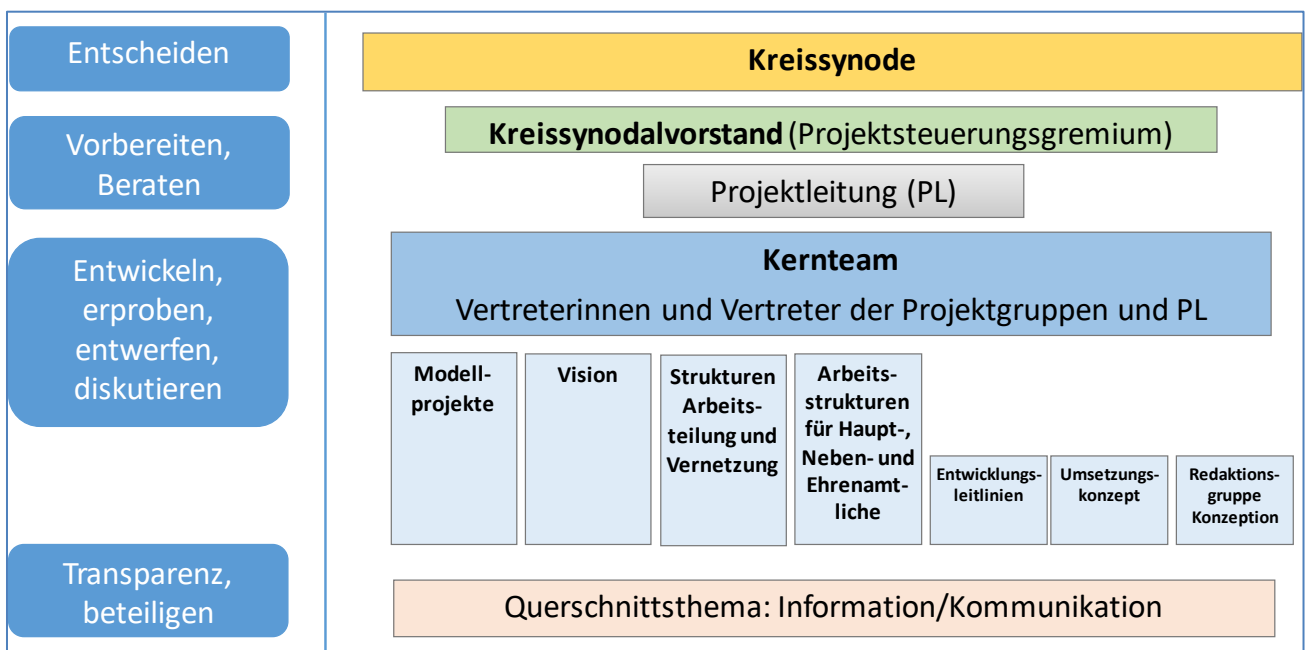 Entscheiden
Kreissynode
Vorbereiten,
Beraten
Kreissynodalvorstand (Projektsteuerungsgremium)
Projektleitung (PL)
Entwickeln,
erproben,
entwerfen,
diskutieren
Kernteam
Vertreterinnen und Vertreter der Projektgruppen und PL
Modell-
projekte
Vision
Strukturen
Arbeits-
teilung und
Vernetzung
Arbeits-
strukturen
für Haupt-,
Neben- und
Ehrenamt-
liche
Entwicklungs-
leitlinien
Umsetzungs-
konzept
Redaktions-
gruppe
Konzeption
Transparenz,
beteiligen
Querschnittsthema: Information/Kommunikation